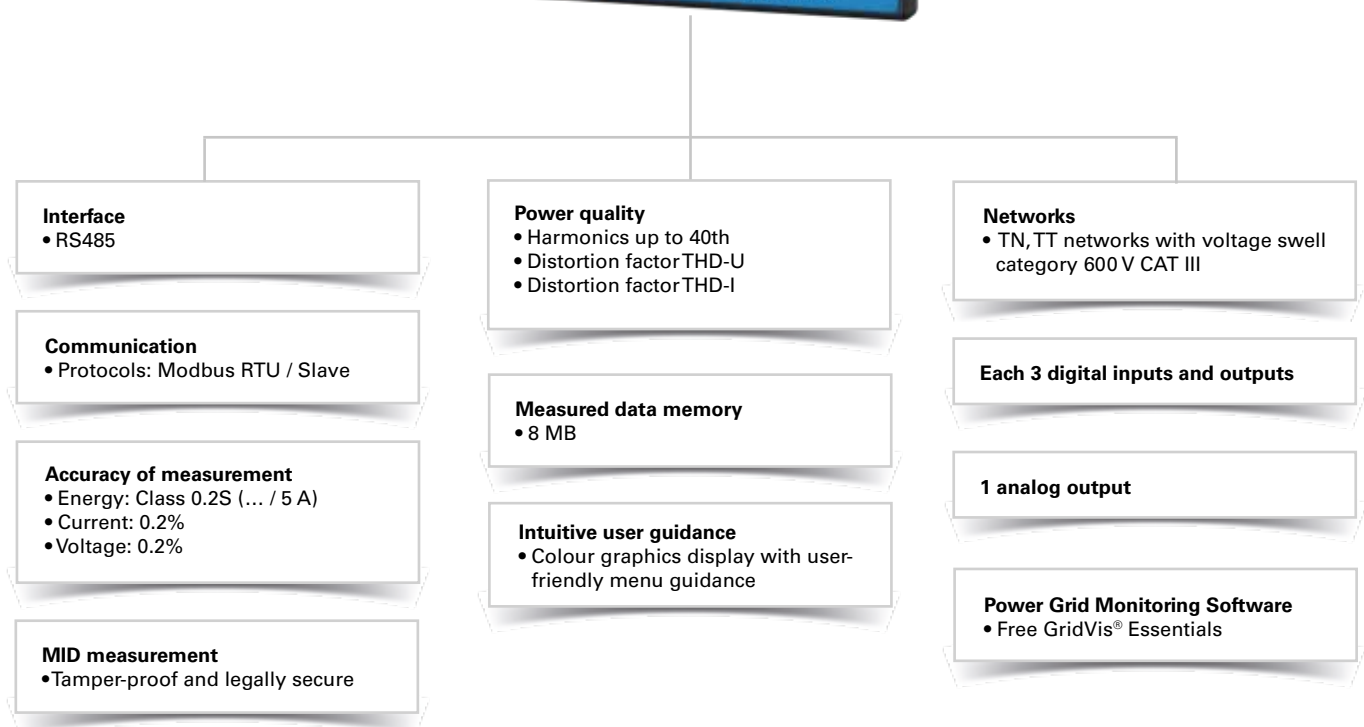 Interface
• RS485
Communication
• Protocols: Modbus RTU / Slave
Accuracy of measurement
• Energy: Class 0.2S (... / 5 A)
• Current: 0.2%
• Voltage: 0.2%
MID measurement
•Tamper-proof and legally secure
Power quality
• Harmonics up to 40th
• Distortion factor THD-U
• Distortion factor THD-I
Measured data memory
• 8 MB
Intuitive user guidance
• Colour graphics display with user-
friendly menu guidance
Networks
• TN, TT networks with voltage swell
category 600 V CAT III
Each 3 digital inputs and outputs
1 analog output
Power Grid Monitoring Software
• Free GridVis® Essentials